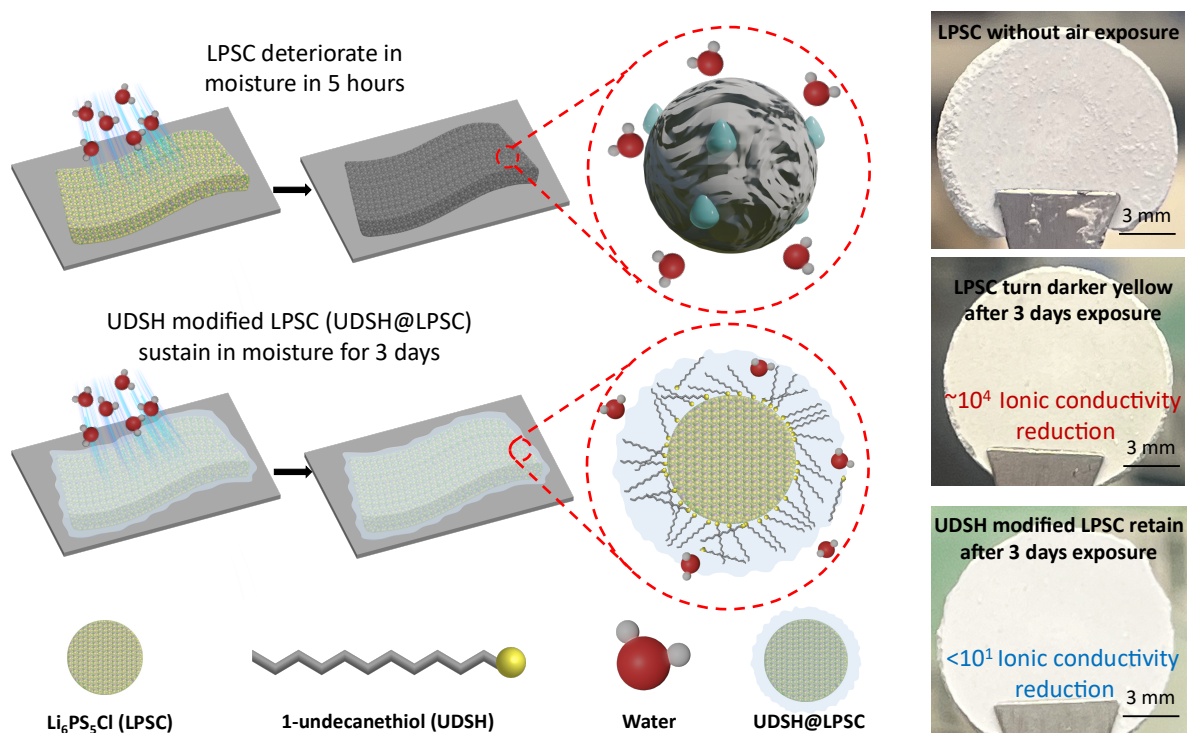 LPSC deteriorate in
moisture in 5 hours
UDSH modified LPSC (UDSH@LPSC)
sustain in moisture for 3 days
Li₆PS₅Cl (LPSC)
1-undecanethiol (UDSH)
Water
UDSH@LPSC
LPSC without air exposure
3 mm
LPSC turn darker yellow
after 3 days exposure
~10⁴ Ionic conductivity
reduction
3 mm
UDSH modified LPSC retain
after 3 days exposure
<10¹ Ionic conductivity
reduction
3 mm